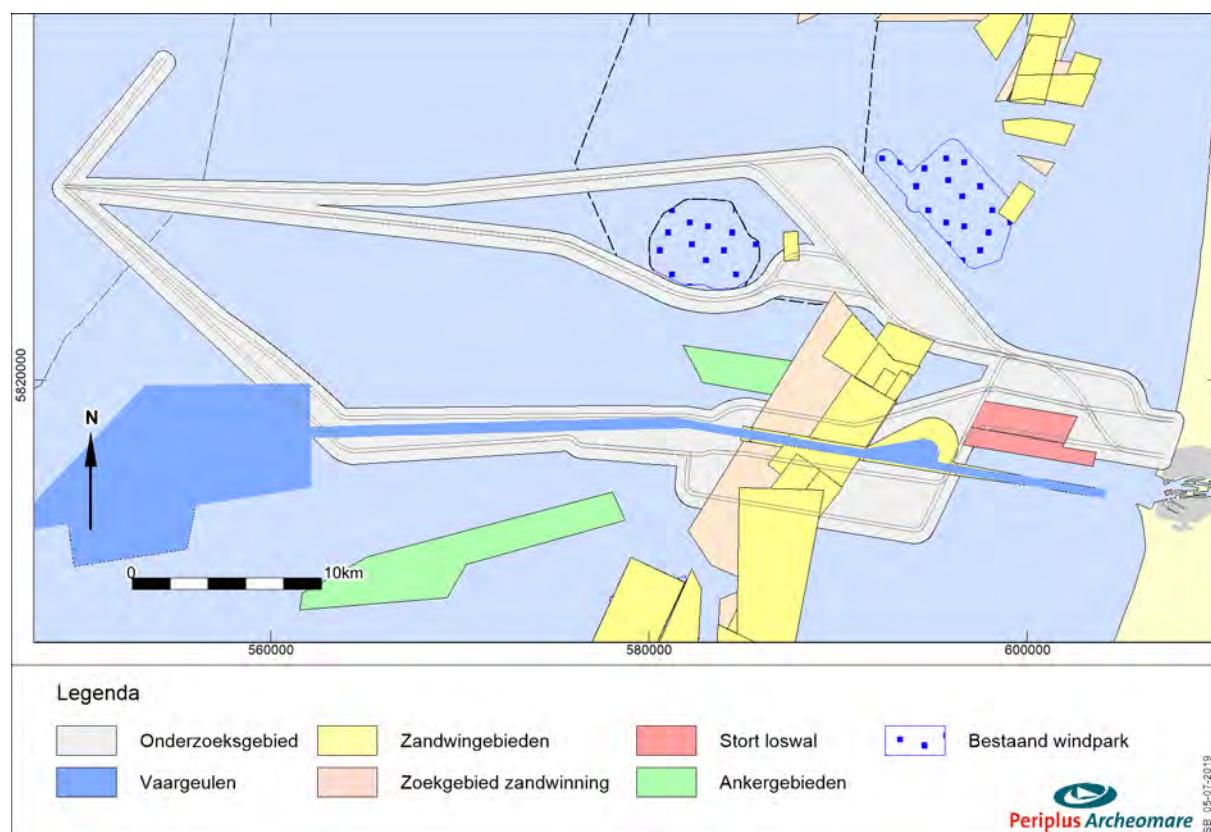 5820000
N
0 10km
560000 580000 600000
Legenda
Onderzoeksgebied Zandwingebieden Stort loswal Bestaand windpark
Vaargeulen Zoekgebied zandwinning Ankergebieden
Periplus Archeomare
SB 05-07-2019